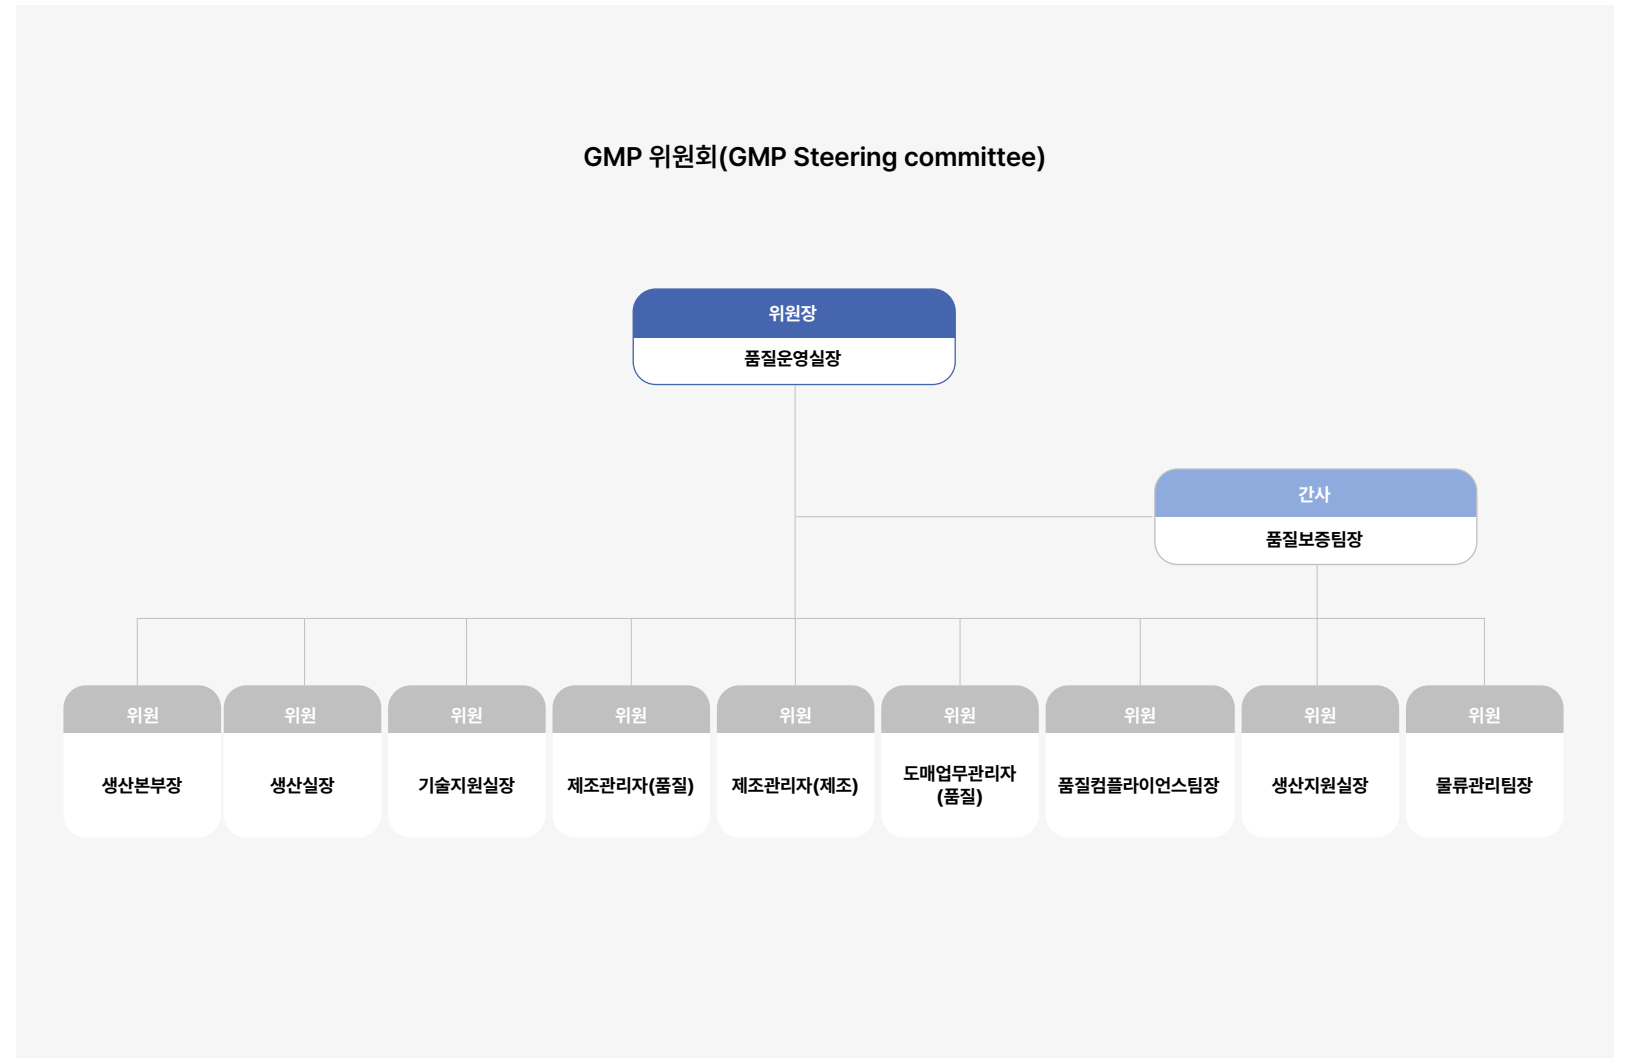 GMP 위원회(GMP Steering committee)
위원장
품질운영실장
간사
품질보증팀장
위원
생산본부장
위원
생산실장
위원
기술지원실장
위원
제조관리자(품질)
위원
제조관리자(제조)
위원
도매업무관리자
(품질)
위원
품질컴플라이언스팀장
위원
생산지원실장
위원
물류관리팀장